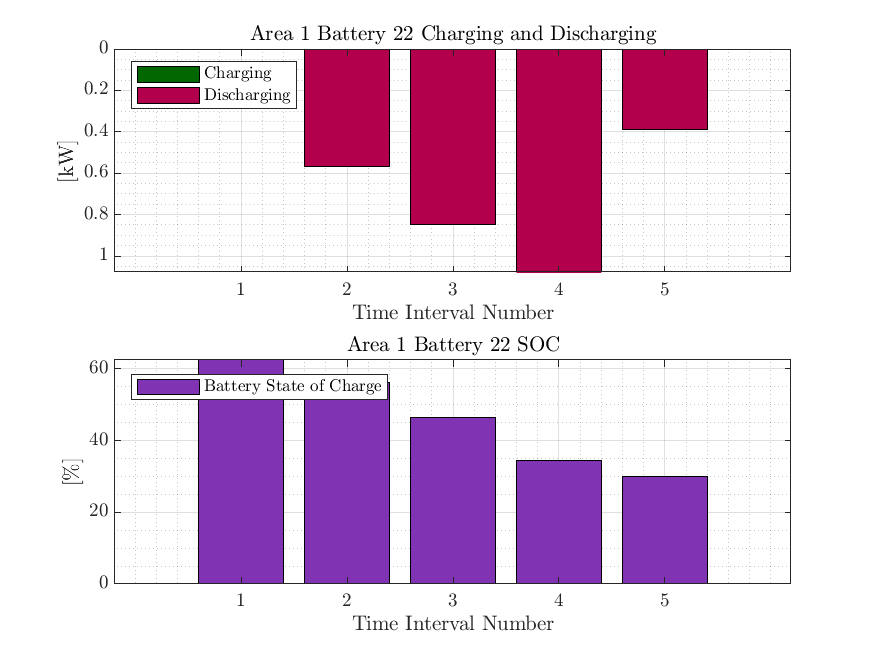 Area 1 Battery 22 Charging and Discharging
0
0.2
0.4
0.6
0.8
1
[kW]
Charging
Discharging
1 2 3 4 5
Time Interval Number
Area 1 Battery 22 SOC
60
40
20
0
[%]
Battery State of Charge
1 2 3 4 5
Time Interval Number